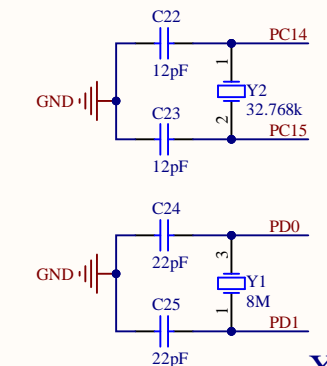 C22
PC14
12pF
1
GND
Y2
32.768k
C23
2
PC15
12pF
C24
PD0
22pF
3
GND
Y1
8M
C25
1
PD1
22pF